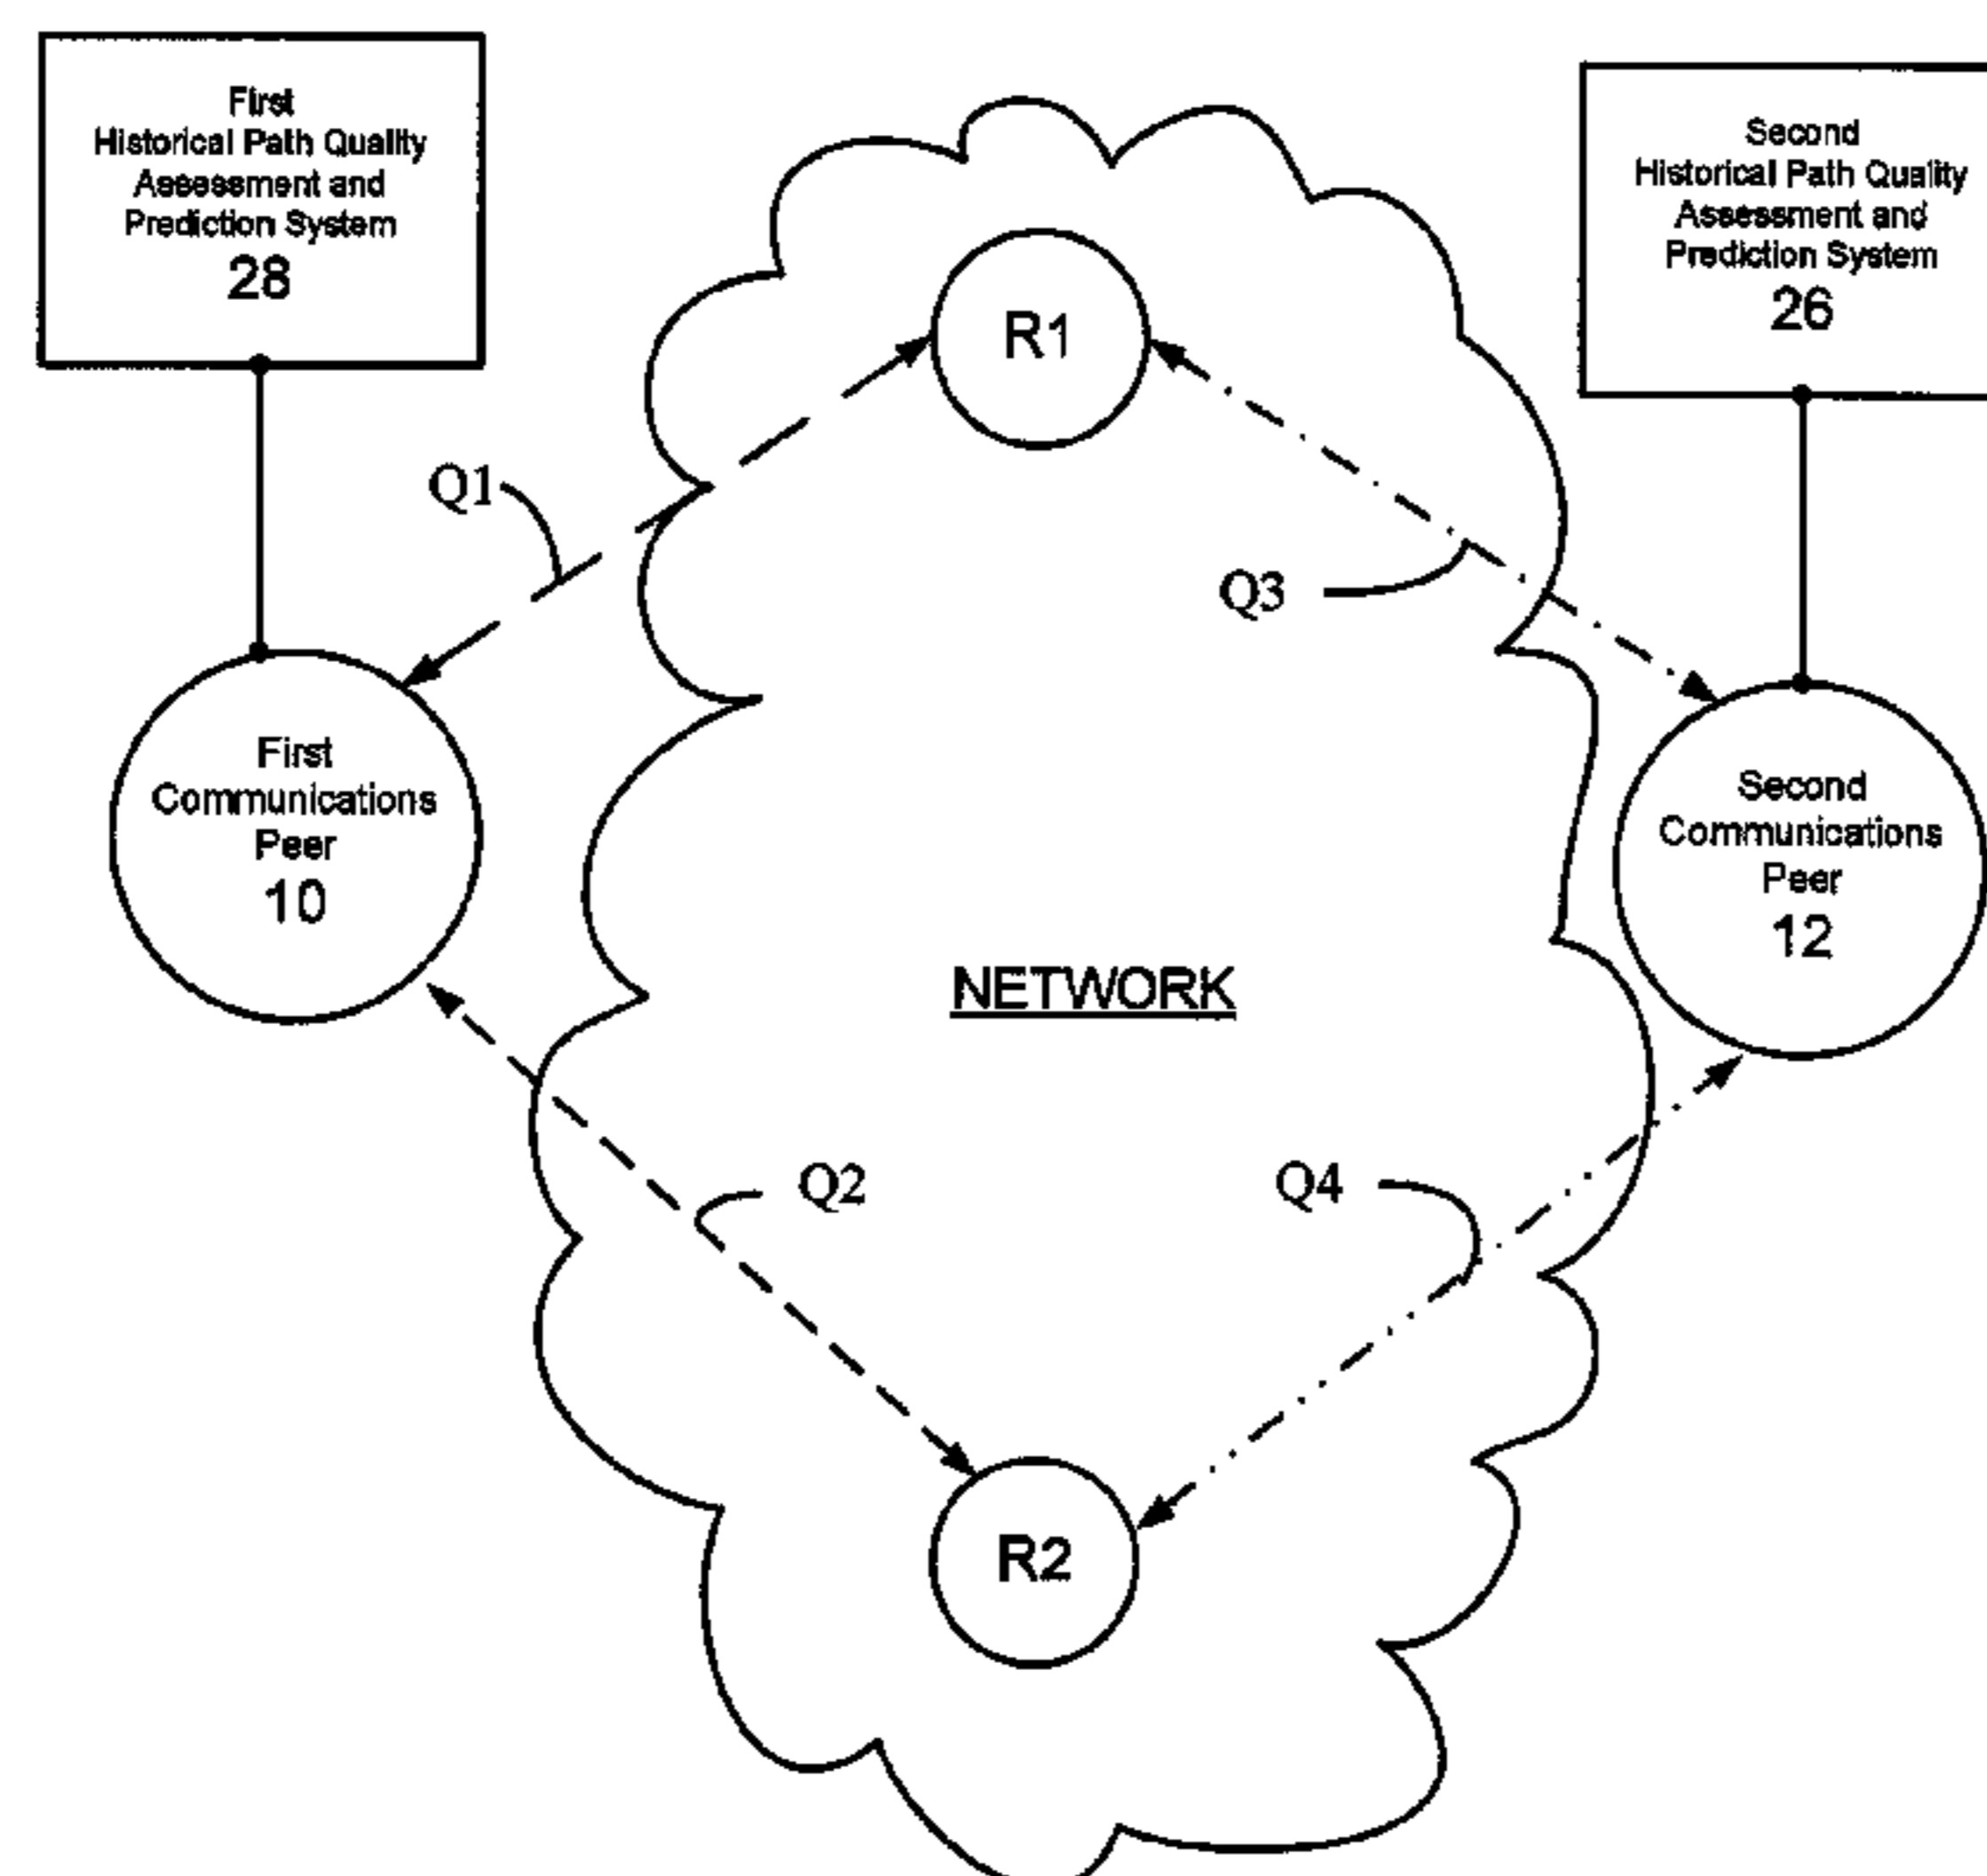 First
Historical Path Quality
Assessment and
Prediction System
28
Second
Historical Path Quality
Assessment and
Prediction System
26
R1
Q1
Q3
First
Communications
Peer
10
Second
Communications
Peer
12
NETWORK
Q2
Q4
R2